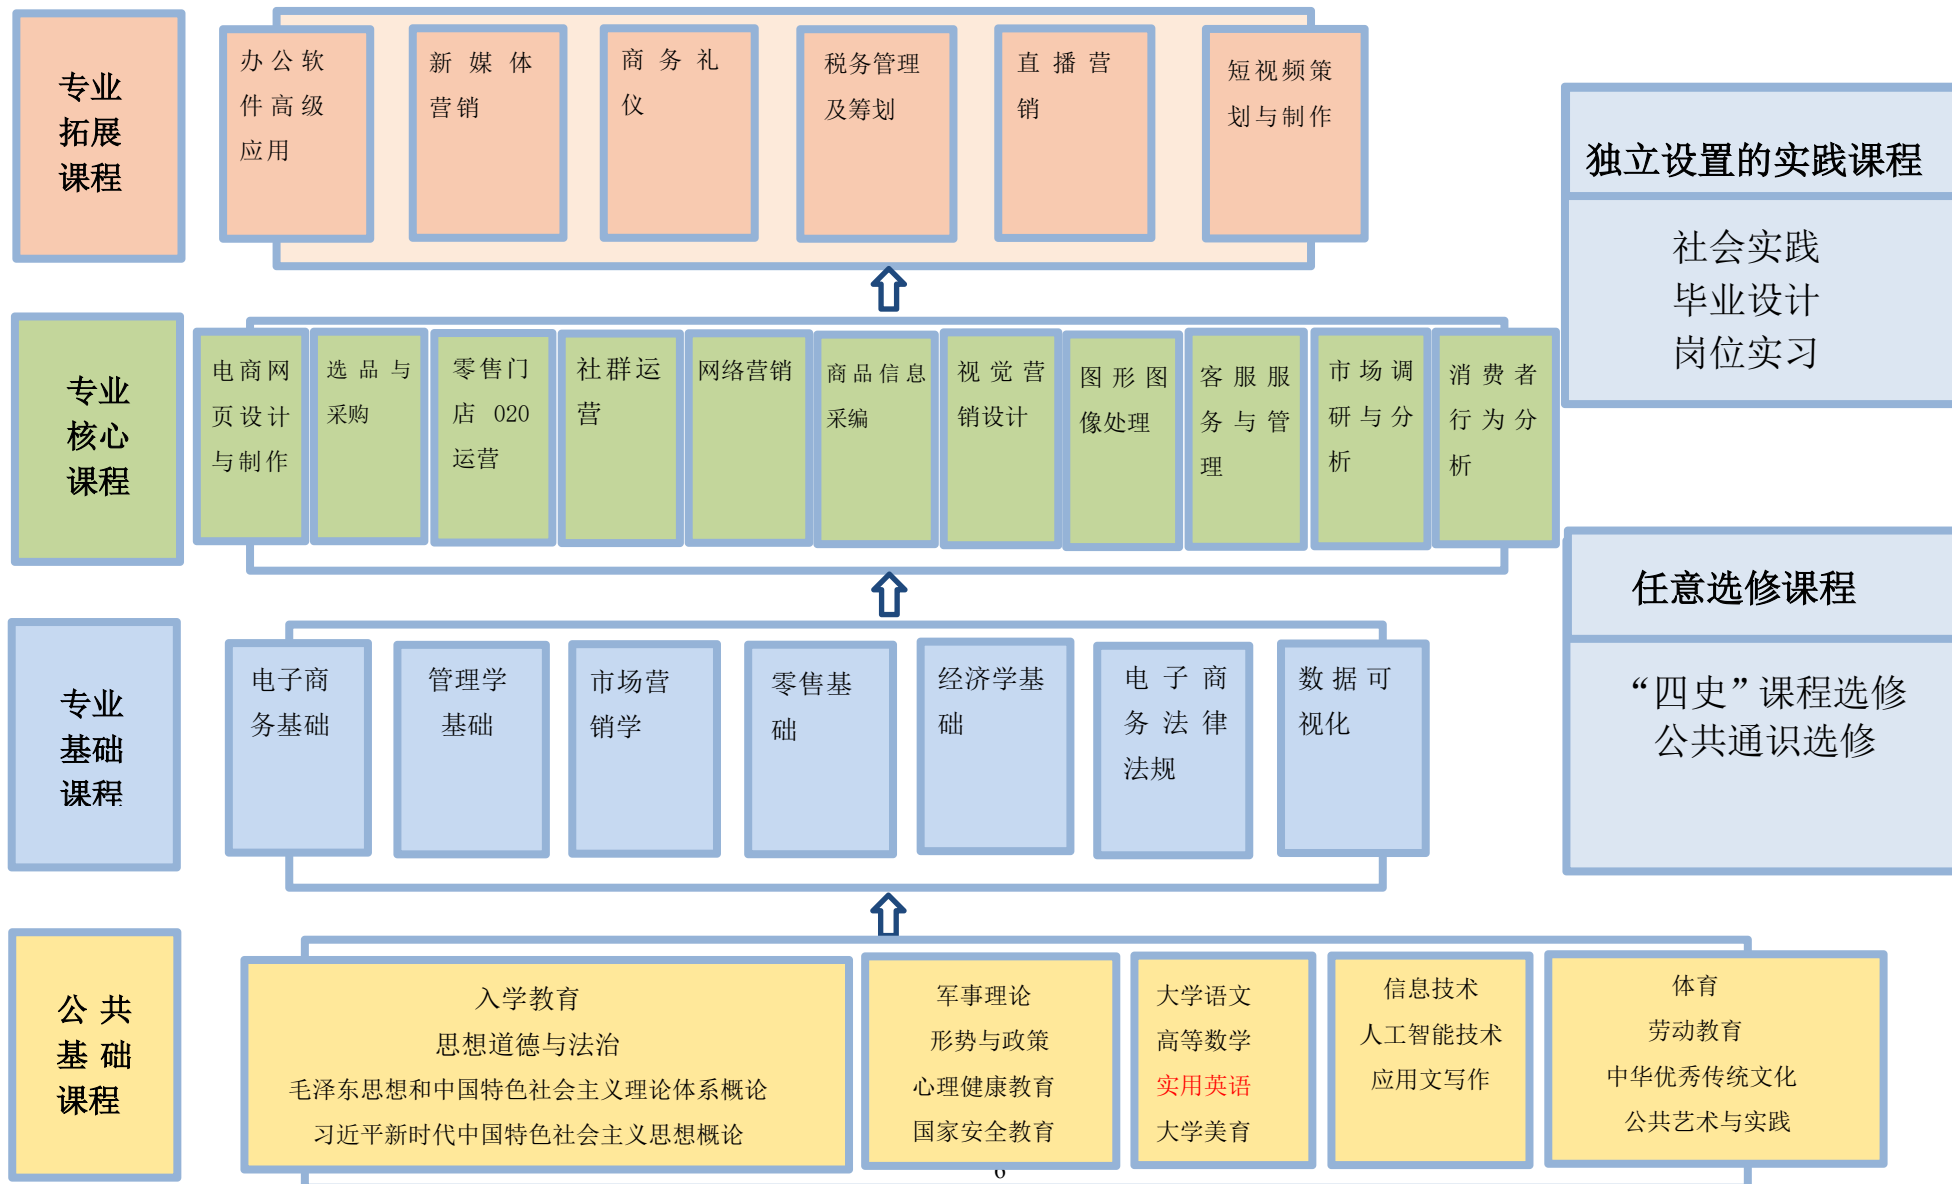 专业
拓展
课程
办公软
件高级
应用
新媒体
营销
商务礼
仪
税务管理
及筹划
直播营
销
短视频策
划与制作
独立设置的实践课程
社会实践
毕业设计
岗位实习
专业
核心
课程
电商网
页设计
与制作
选品与
采购
零售门
店 020
运营
社群运
营
网络营销
商品信息
采编
视觉营
销设计
图形图
像处理
客服服
务与管
理
市场调
研与分
析
消费者
行为分
析
任意选修课程
“四史”课程选修
公共通识选修
专业
基础
课程
电子商
务基础
管理学
基础
市场营
销学
零售基
础
经济学基
础
电子商
务法律
法规
数据可
视化
公共
基础
课程
入学教育
思想道德与法治
毛泽东思想和中国特色社会主义理论体系概论
习近平新时代中国特色社会主义思想概论
军事理论
形势与政策
心理健康教育
国家安全教育
大学语文
高等数学
实用英语
大学美育
信息技术
人工智能技术
应用文写作
体育
劳动教育
中华优秀传统文化
公共艺术与实践
6